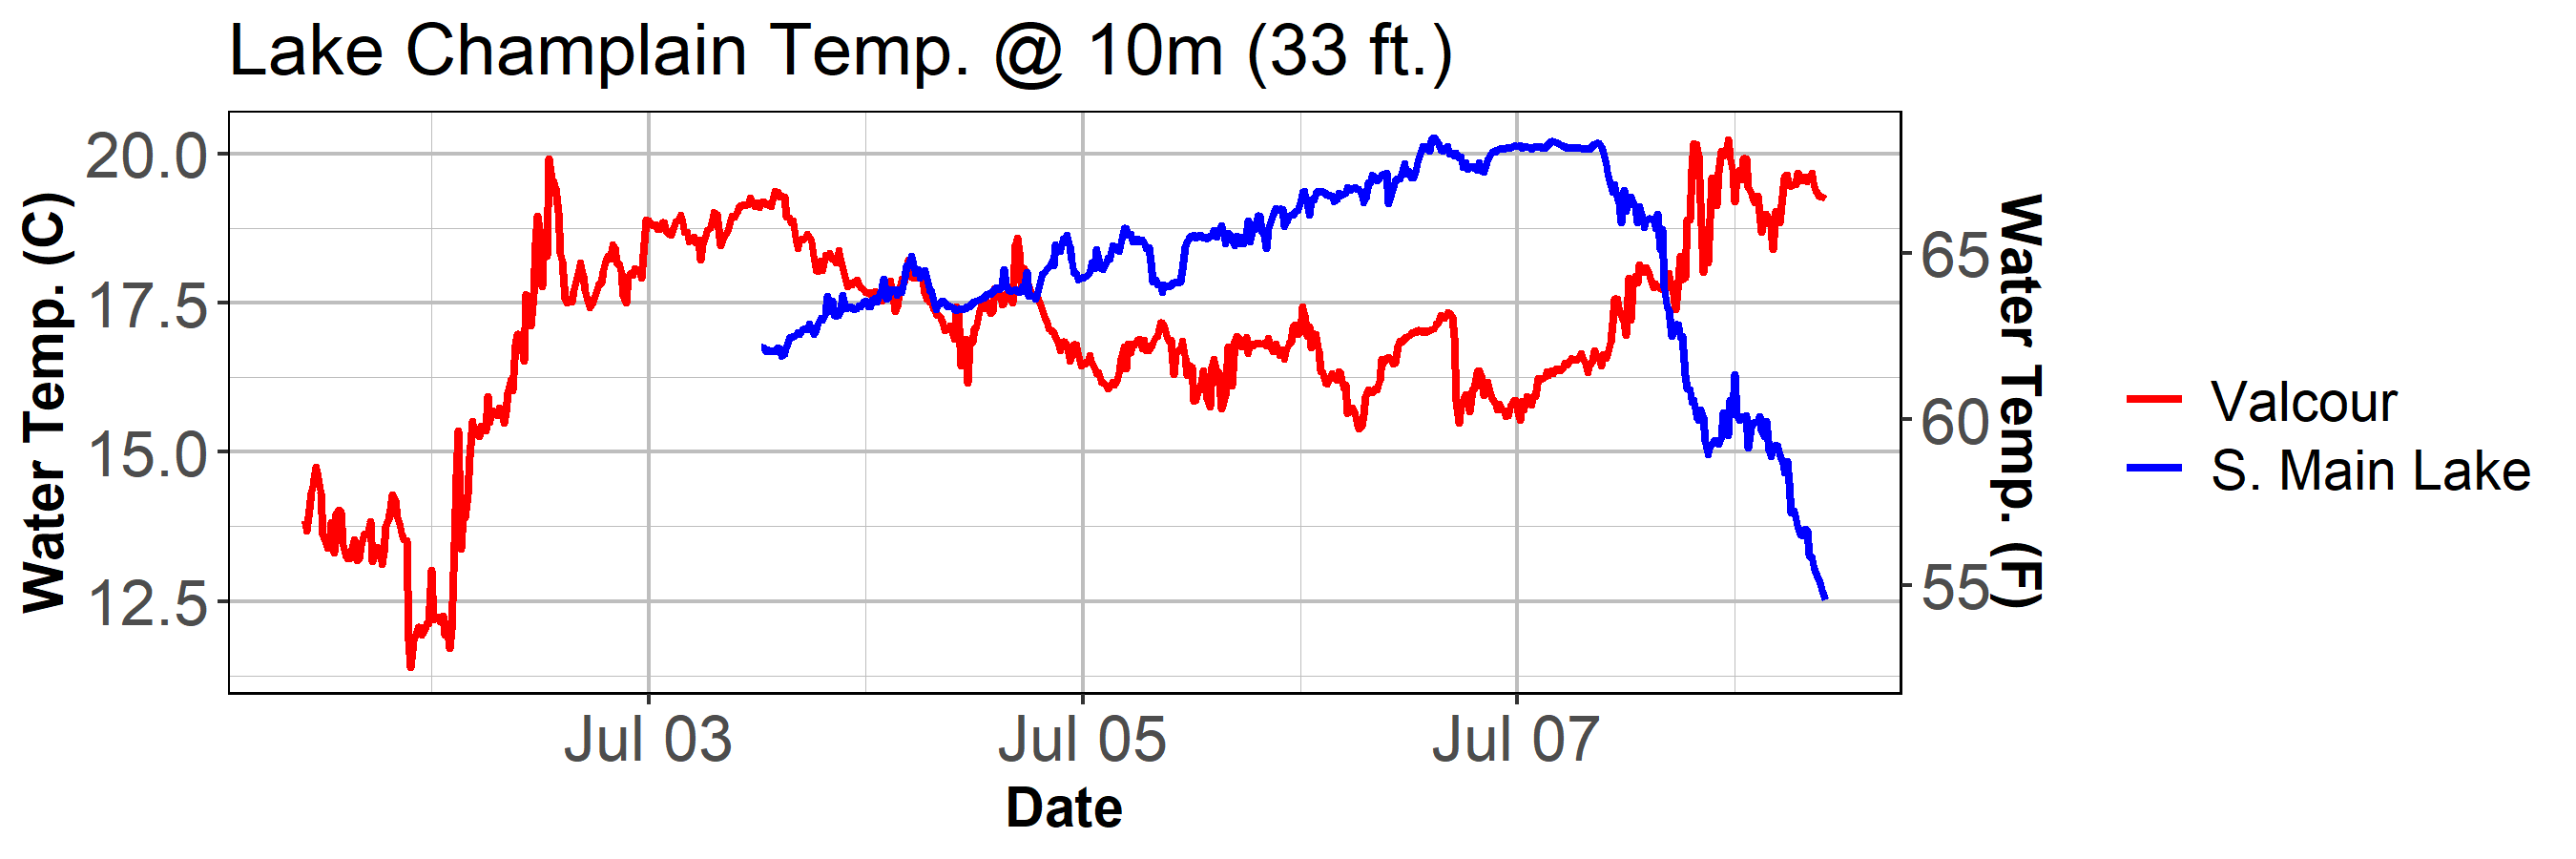 Lake Champlain Temp. @ 10m (33 ft.)
Water Temp. (C)
20.0
17.5
15.0
12.5
65
60
55
Water Temp. (F)
Jul 03
Jul 05
Jul 07
Date
Valcour
S. Main Lake